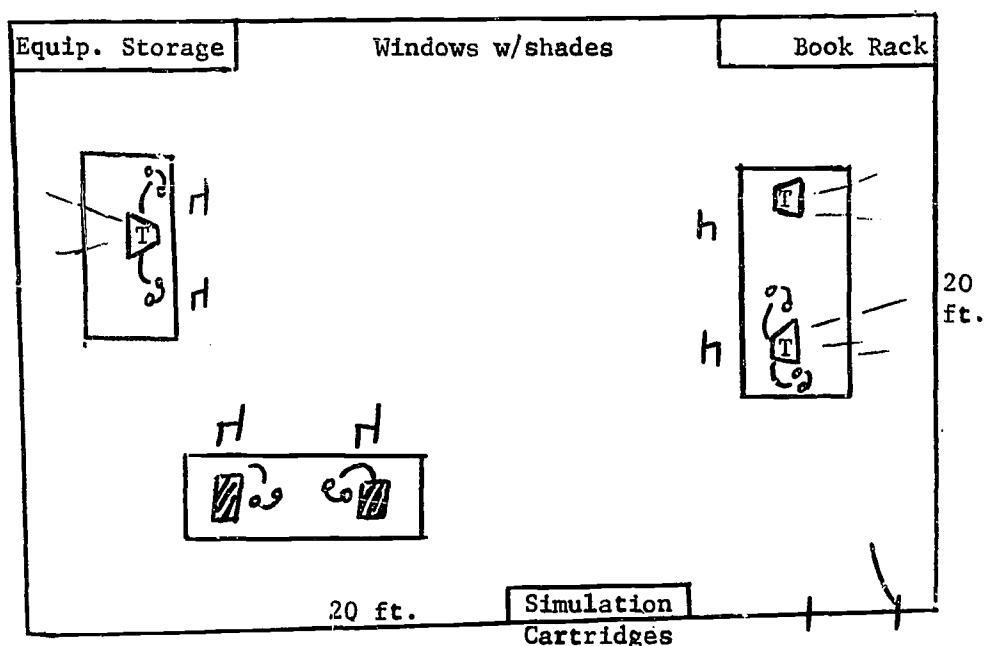 Equip. Storage
Windows w/shades
Book Rack
T
T
T
20
ft.
20 ft.
Simulation
Cartridges